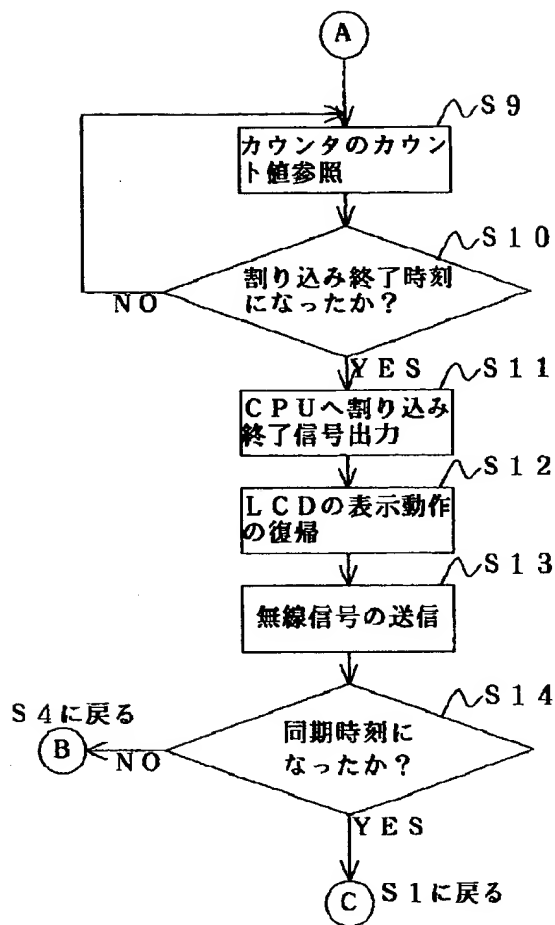 A
S9
カウンタのカウン
ト値参照
S10
割り込み終了時刻
になったか？
NO
YES
S11
CPUへ割り込み
終了信号出力
S12
LCDの表示動作
の復帰
S13
無線信号の送信
S14
同期時刻に
なったか？
S4に戻る
B
NO
YES
C
S1に戻る